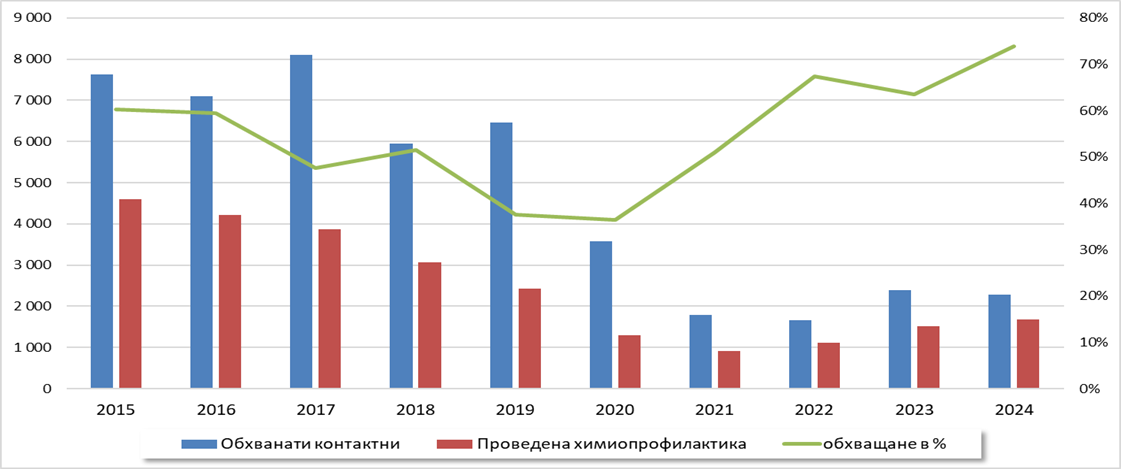 9 000 80%
8 000 70%
7 000 60%
6 000 50%
5 000 40%
4 000 30%
3 000 20%
2 000 10%
1 000 0%
0
2015 2016 2017 2018 2019 2020 2021 2022 2023 2024
Обхванати контактни Проведена химиопрофилактика обхващане в %